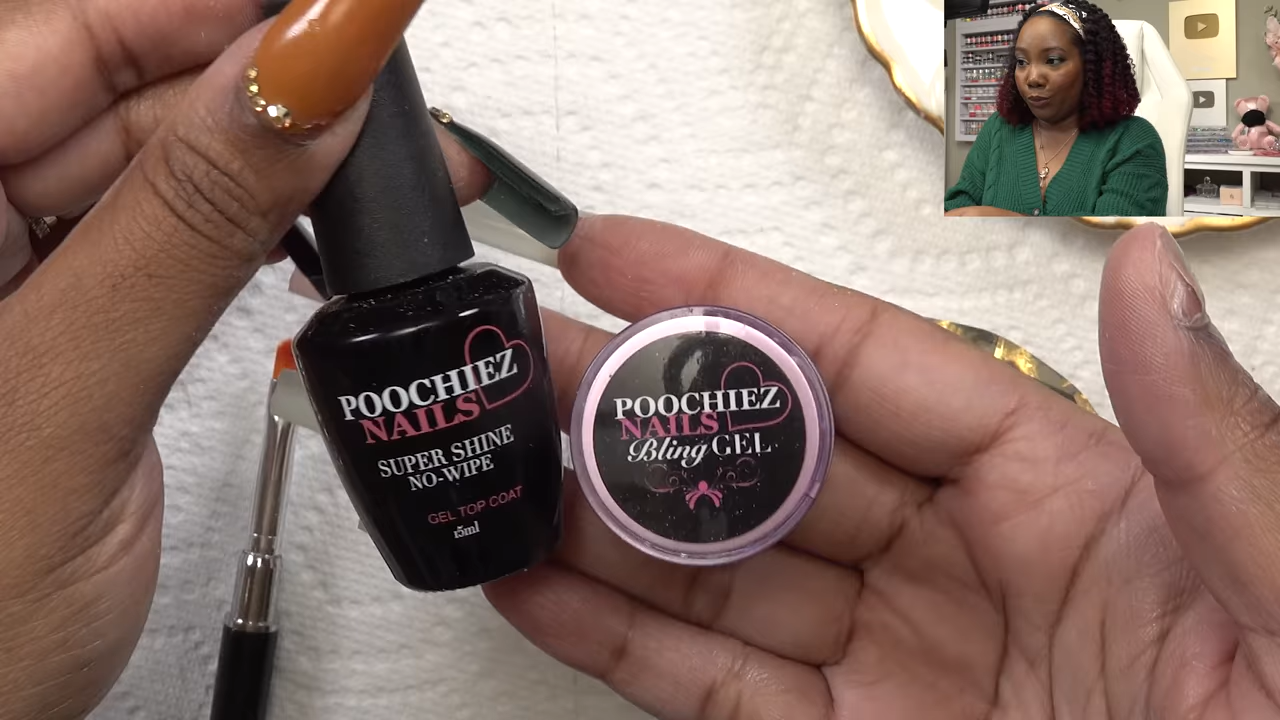 POOCHIEZ
NAILS
SUPER SHINE
NO-WIPE
GEL TOP COAT
15ml
POOCHIEZ
NAILS
Bling GEL